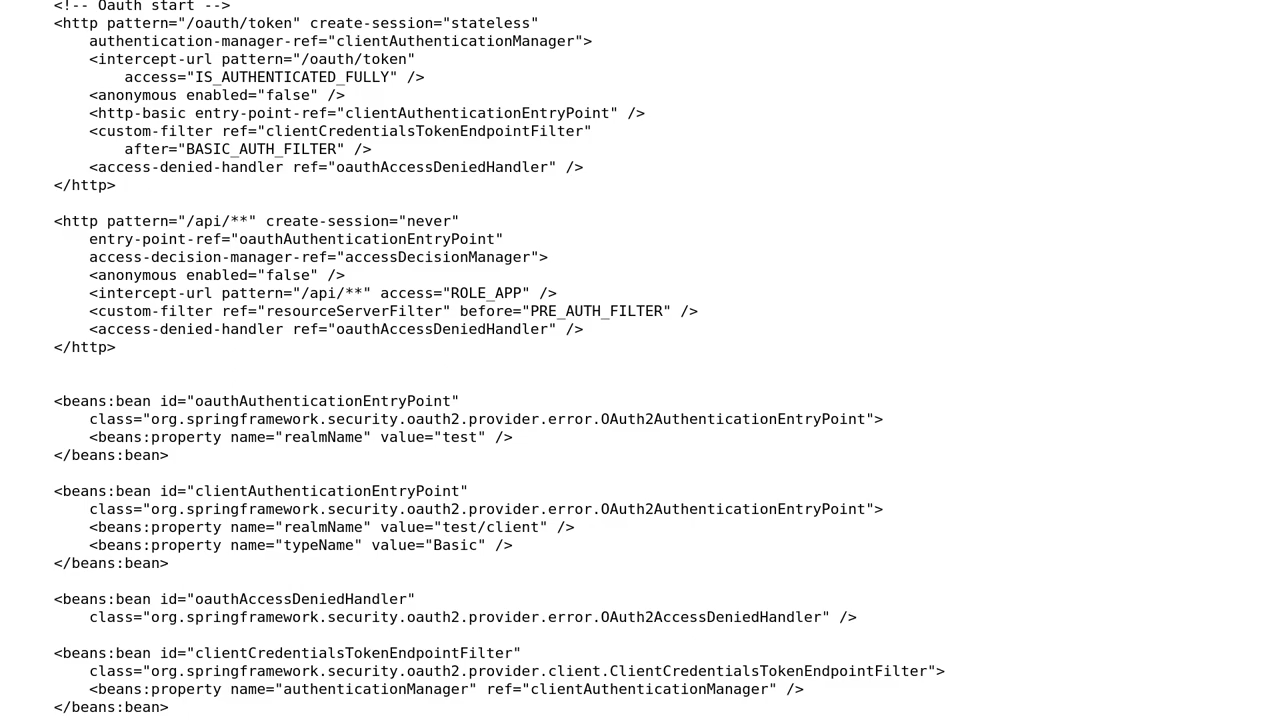 <!-- Oauth start -->
<http pattern="/oauth/token" create-session="stateless"
    authentication-manager-ref="clientAuthenticationManager">
    <intercept-url pattern="/oauth/token"
        access="IS_AUTHENTICATED_FULLY" />
    <anonymous enabled="false" />
    <http-basic entry-point-ref="clientAuthenticationEntryPoint" />
    <custom-filter ref="clientCredentialsTokenEndpointFilter"
        after="BASIC_AUTH_FILTER" />
    <access-denied-handler ref="oauthAccessDeniedHandler" />
</http>

<http pattern="/api/**" create-session="never"
    entry-point-ref="oauthAuthenticationEntryPoint"
    access-decision-manager-ref="accessDecisionManager">
    <anonymous enabled="false" />
    <intercept-url pattern="/api/**" access="ROLE_APP" />
    <custom-filter ref="resourceServerFilter" before="PRE_AUTH_FILTER" />
    <access-denied-handler ref="oauthAccessDeniedHandler" />
</http>

<beans:bean id="oauthAuthenticationEntryPoint"
    class="org.springframework.security.oauth2.provider.error.OAuth2AuthenticationEntryPoint">
    <beans:property name="realmName" value="test" />
</beans:bean>

<beans:bean id="clientAuthenticationEntryPoint"
    class="org.springframework.security.oauth2.provider.error.OAuth2AuthenticationEntryPoint">
    <beans:property name="realmName" value="test/client" />
    <beans:property name="typeName" value="Basic" />
</beans:bean>

<beans:bean id="oauthAccessDeniedHandler"
    class="org.springframework.security.oauth2.provider.error.OAuth2AccessDeniedHandler" />

<beans:bean id="clientCredentialsTokenEndpointFilter"
    class="org.springframework.security.oauth2.provider.client.ClientCredentialsTokenEndpointFilter">
    <beans:property name="authenticationManager" ref="clientAuthenticationManager" />
</beans:bean>